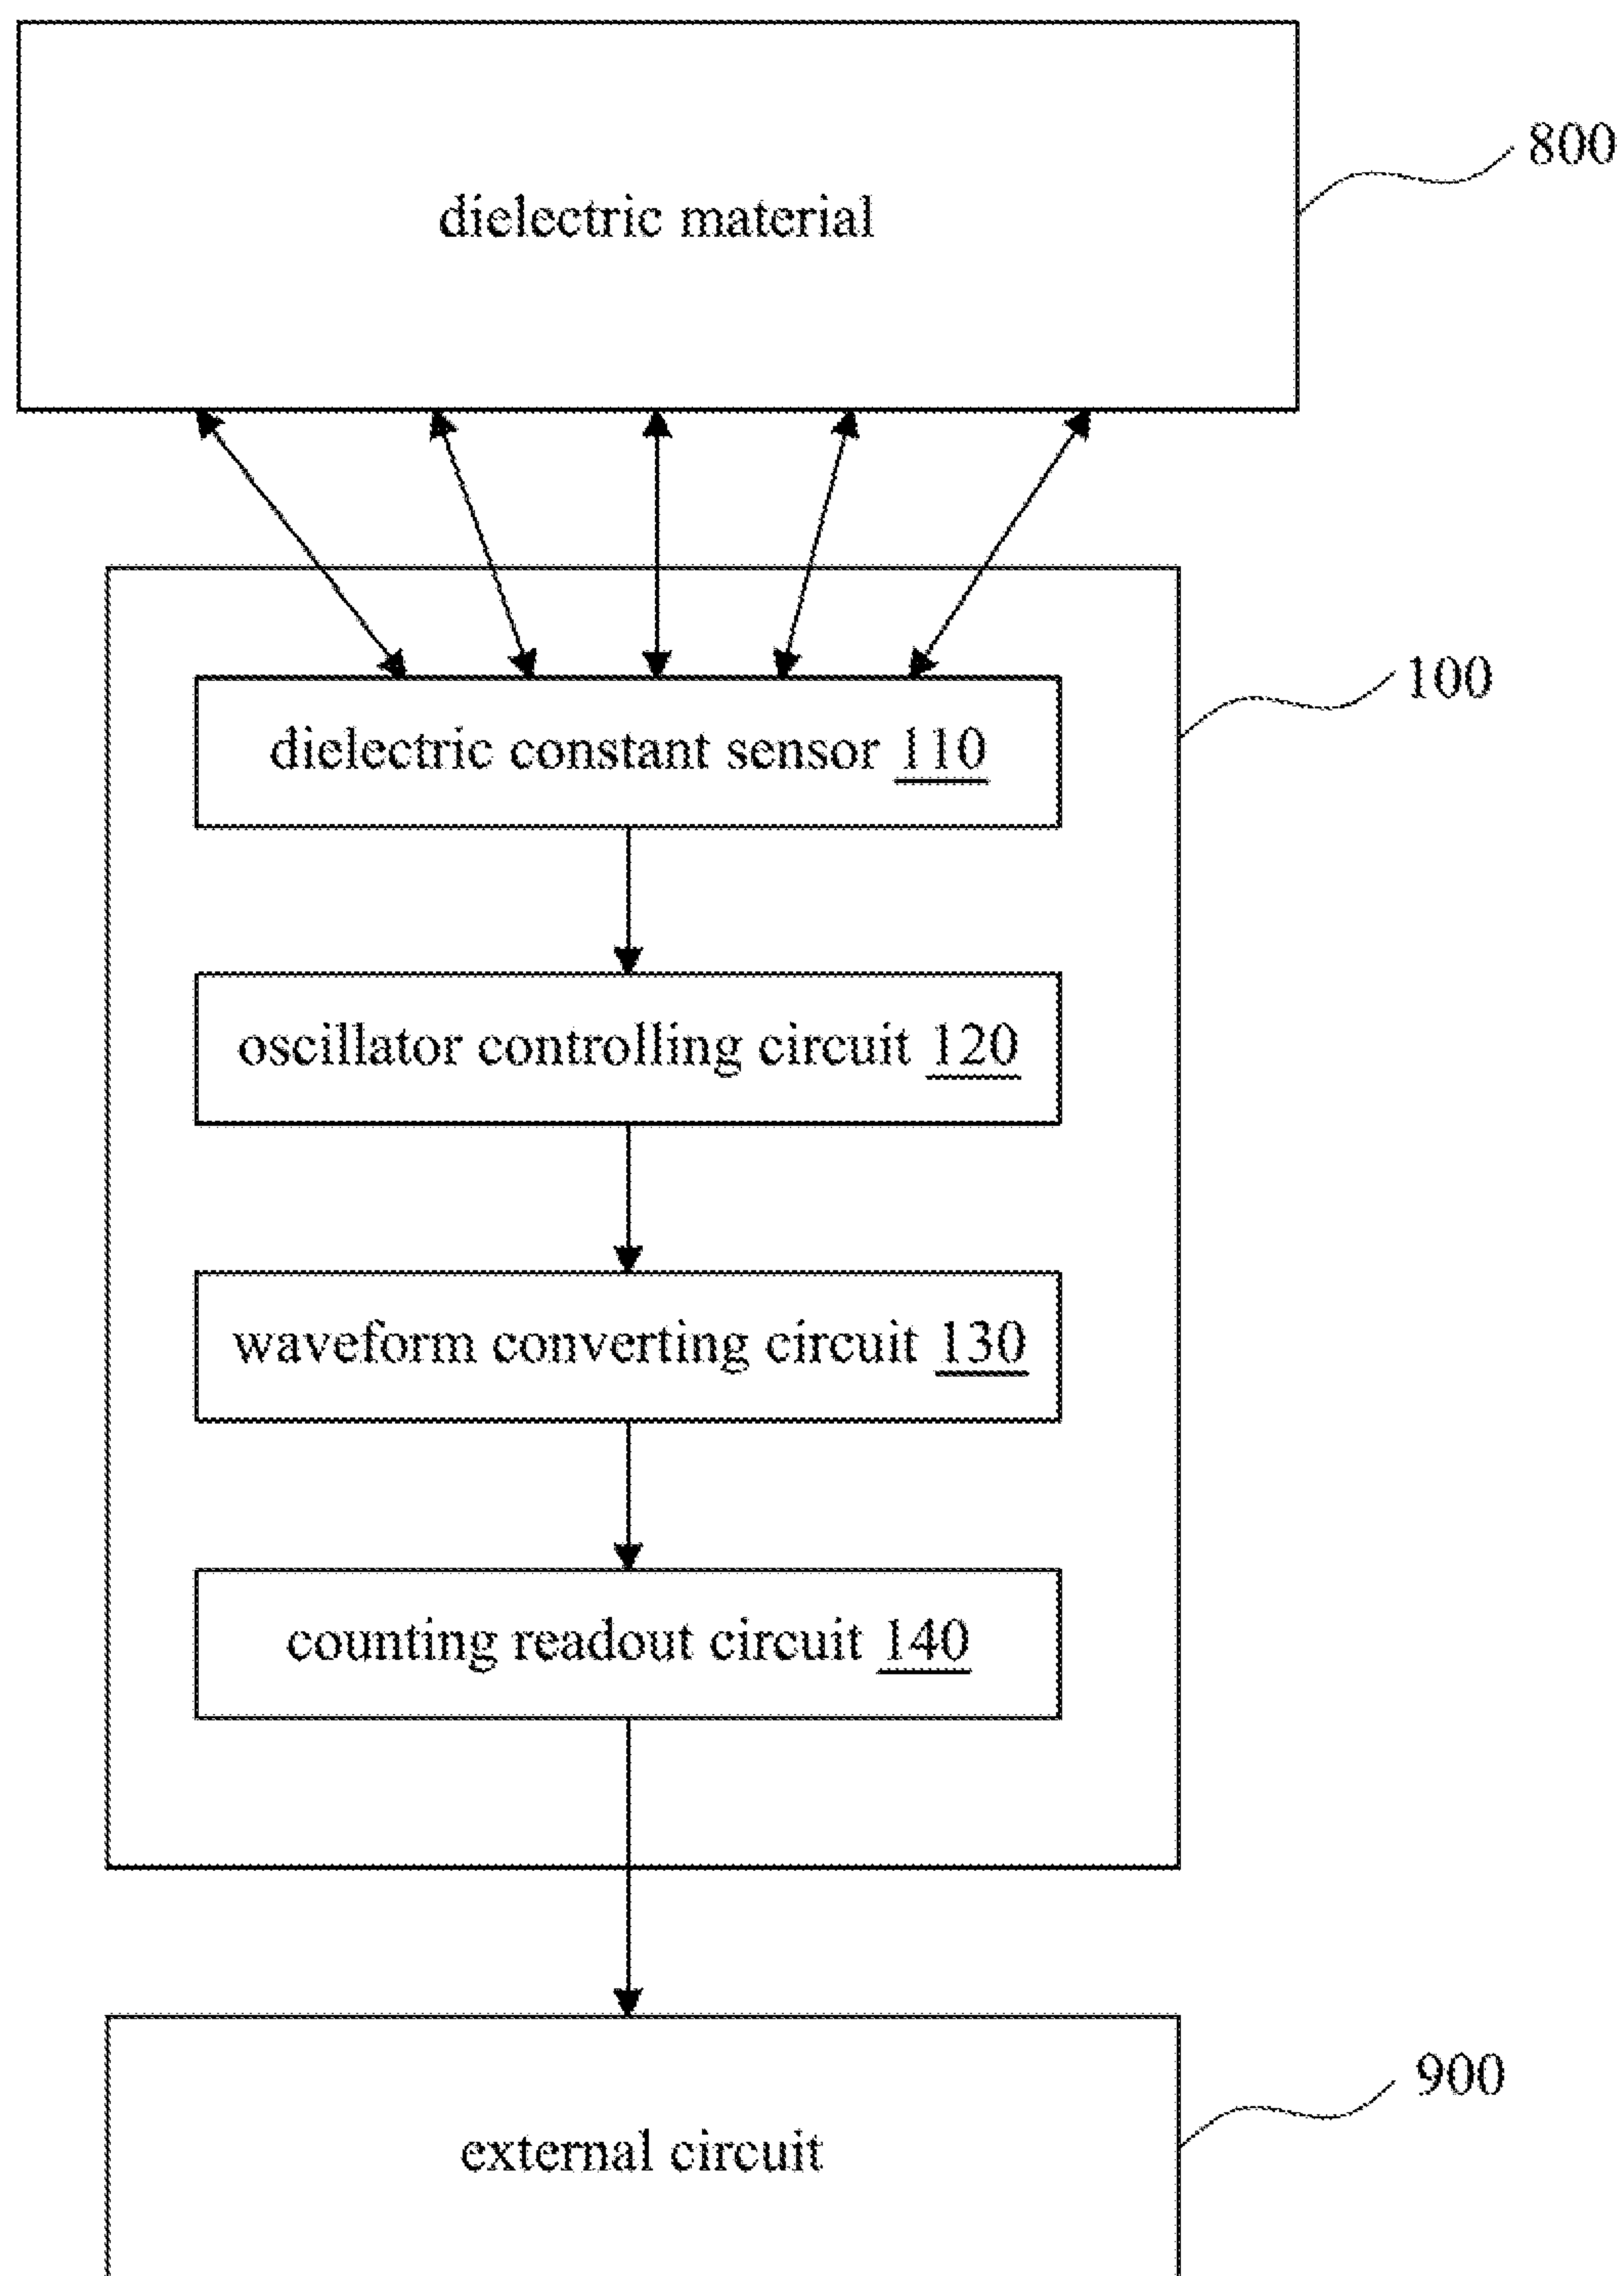 800
dielectric material
100
dielectric constant sensor 110
oscillator controlling circuit 120
waveform converting circuit 130
counting readout circuit 140
900
external circuit